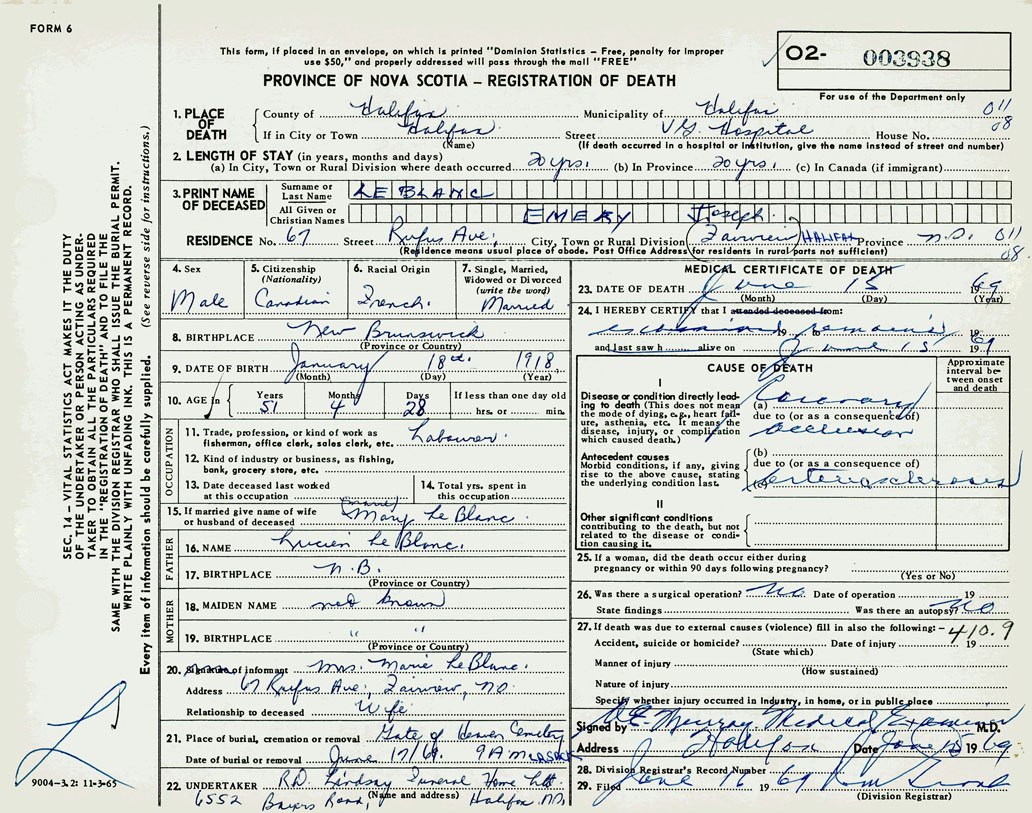 FORM 6
This form, if placed in an envelope, on which is printed "Dominion Statistics – Free, penalty for improper
use $50," and properly addressed will pass through the mail "FREE"
PROVINCE OF NOVA SCOTIA – REGISTRATION OF DEATH
02- 003938
For use of the Department only
1. PLACE OF DEATH
County of Halifax Municipality of Halifax 011
If in City or Town Halifax Street V.G. Hospital House No. 08
(Name) (If death occurred in a hospital or institution, give the name instead of street and number)
2. LENGTH OF STAY (in years, months and days)
(a) In City, Town or Rural Division where death occurred 20 yrs. (b) In Province 20 yrs. (c) In Canada (if immigrant)
3. PRINT NAME OF DECEASED
Surname or Last Name LE BLANC
All Given or Christian Names EMERY Joseph
RESIDENCE No. 67 Street Rufus Ave; City, Town or Rural Division Fairview HALIFAX Province N.S. 011
(Residence means usual place of abode. Post Office Address for residents in rural parts not sufficient) 08
4. Sex Male
5. Citizenship (Nationality) Canadian
6. Racial Origin French.
7. Single, Married, Widowed or Divorced (write the word) Married
8. BIRTHPLACE New Brunswick
(Province or Country)
9. DATE OF BIRTH January 18th. 1918.
(Month) (Day) (Year)
10. AGE in Years 51 Months 4 Days 28 If less than one day old hrs. or min.
OCCUPATION
11. Trade, profession or kind of work as fisherman, office clerk, sales clerk, etc. Labourer.
12. Kind of industry or business, as fishing, bank, grocery store, etc.
13. Date deceased last worked at this occupation
14. Total yrs. spent in this occupation
15. If married give name of wife or husband of deceased Mary Le Blanc.
FATHER
16. NAME Lucien Le Blanc.
17. BIRTHPLACE N.B.
(Province or Country)
MOTHER
18. MAIDEN NAME not known
19. BIRTHPLACE " "
(Province or Country)
20. Signature of informant Mrs. Marie Le Blanc.
Address 67 Rufus Ave., Fairview, N.S.
Relationship to deceased Wife
21. Place of burial, cremation or removal Gate of Heaven Cemetery
Date of burial or removal June 17/69. 9 AM
22. UNDERTAKER R.D. Lindsay Funeral Home Ltd.
(Name and address)
6552 Bayers Road, Halifax N.S.
MEDICAL CERTIFICATE OF DEATH
23. DATE OF DEATH June 15 1969
(Month) (Day) (Year)
24. I HEREBY CERTIFY that I attended deceased from:
examined 19 remains 19
and last saw h alive on June 15 1969
CAUSE OF DEATH
Approximate interval between onset and death
I
Disease or condition directly leading to death (This does not mean the mode of dying, e.g., heart failure, asthenia, etc. It means the disease, injury, or complication which caused death.)
(a) Coronary
due to (or as a consequence of)
occlusion
Antecedent causes
Morbid conditions, if any, giving rise to the above cause, stating the underlying condition last.
(b)
due to (or as a consequence of)
(c) arteriosclerosis
II
Other significant conditions
contributing to the death, but not related to the disease or condition causing it.
25. If a woman, did the death occur either during pregnancy or within 90 days following pregnancy?
(Yes or No)
26. Was there a surgical operation? No. Date of operation 19
State findings Was there an autopsy? No
27. If death was due to external causes (violence) fill in also the following:– 410.9
Accident, suicide or homicide? Date of injury 19
(State which)
Manner of injury
(How sustained)
Nature of injury
Specify whether injury occurred in Industry, in home, or in public place
Signed by Murray Medical Examiner M.D.
Address Halifax Date June 15 1969
28. Division Registrar's Record Number
29. Filed June 16 1969
(Division Registrar)
SEC. 14 – VITAL STATISTICS ACT MAKES IT THE DUTY
OF THE UNDERTAKER OR PERSON ACTING AS UNDER-
TAKER TO OBTAIN ALL THE PARTICULARS REQUIRED
IN THE "REGISTRATION OF DEATH" AND TO FILE THE
SAME WITH THE DIVISION REGISTRAR WHO SHALL ISSUE THE BURIAL PERMIT.
WRITE PLAINLY WITH UNFADING INK. THIS IS A PERMANENT RECORD.
Every item of information should be carefully supplied. (See reverse side for instructions.)
9004–3.2: 11-3-65